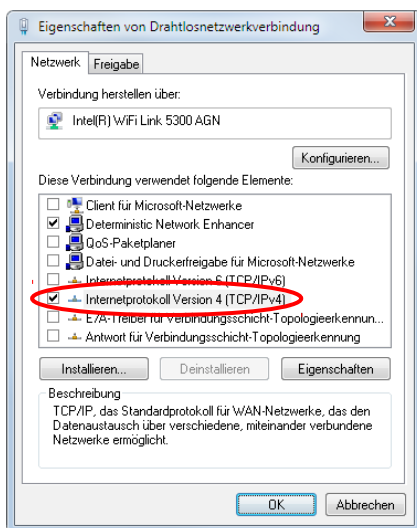 Eigenschaften von Drahtlosnetzwerkverbindung
Netzwerk Freigabe
Verbindung herstellen über:
Intel(R) WiFi Link 5300 AGN
Konfigurieren...
Diese Verbindung verwendet folgende Elemente:
Client für Microsoft-Netzwerke
Deterministic Network Enhancer
QoS-Paketplaner
Datei- und Druckerfreigabe für Microsoft-Netzwerke
Internetprotokoll Version 6 (TCP/IPv6)
Internetprotokoll Version 4 (TCP/IPv4)
E/A-Treiber für Verbindungsschicht-Topologieerkennun...
Antwort für Verbindungsschicht-Topologieerkennung
Installieren... Deinstallieren Eigenschaften
Beschreibung
TCP/IP, das Standardprotokoll für WAN-Netzwerke, das den
Datenaustausch über verschiedene, miteinander verbundene
Netzwerke ermöglicht.
OK Abbrechen